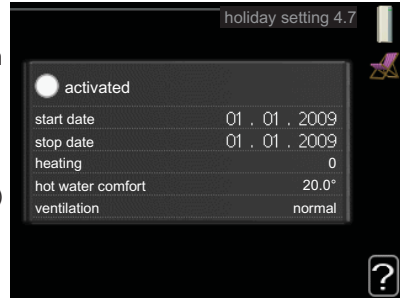 holiday setting 4.7
activated
start date 01 . 01 . 2009
stop date 01 . 01 . 2009
heating 0
hot water comfort 20.0°
ventilation normal
?